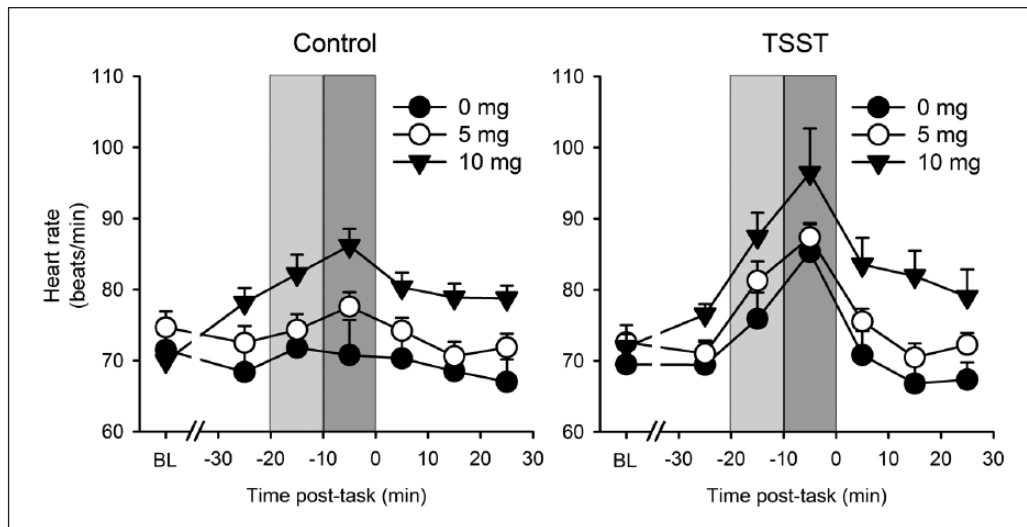 Control
TSST
Heart rate
(beats/min)
110
100
90
80
70
60
0 mg
5 mg
10 mg
BL
-30
-20
-10
0
10
20
30
Time post-task (min)
110
100
90
80
70
60
0 mg
5 mg
10 mg
BL
-30
-20
-10
0
10
20
30
Time post-task (min)